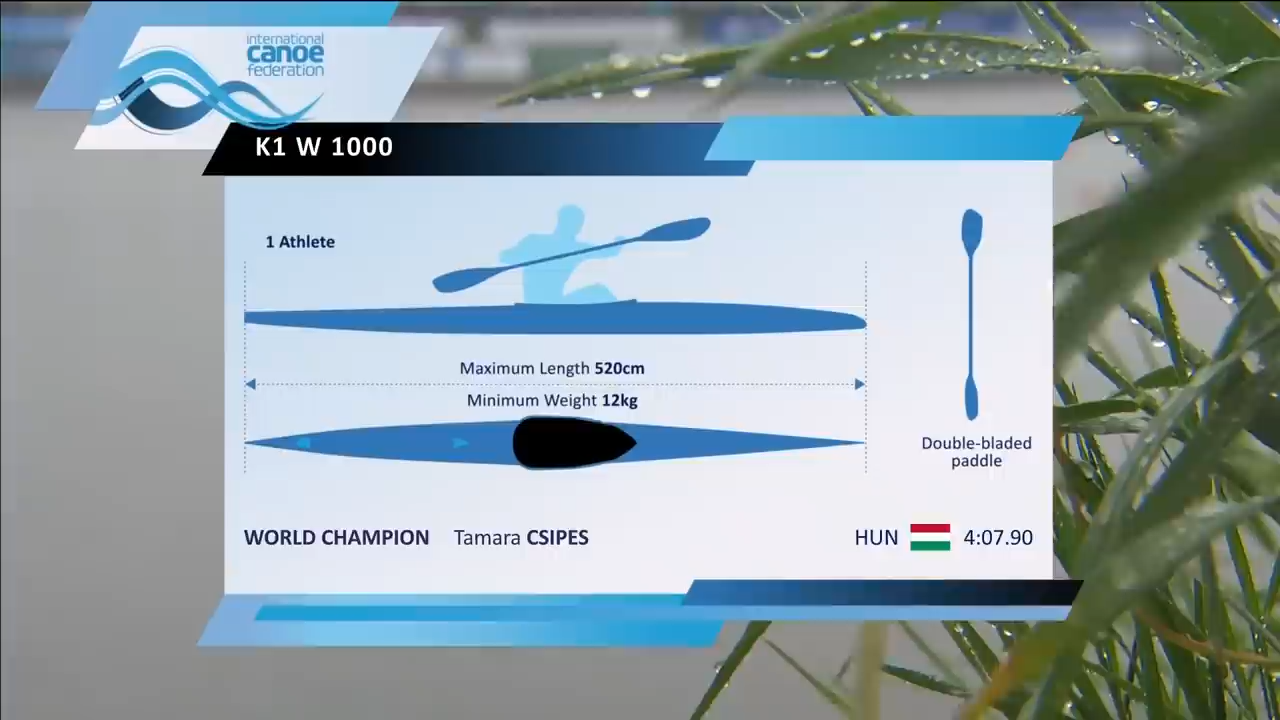 international
canoe
federation
K1 W 1000
1 Athlete
Maximum Length 520cm
Minimum Weight 12kg
Double-bladed
paddle
WORLD CHAMPION Tamara CSIPES HUN 4:07.90